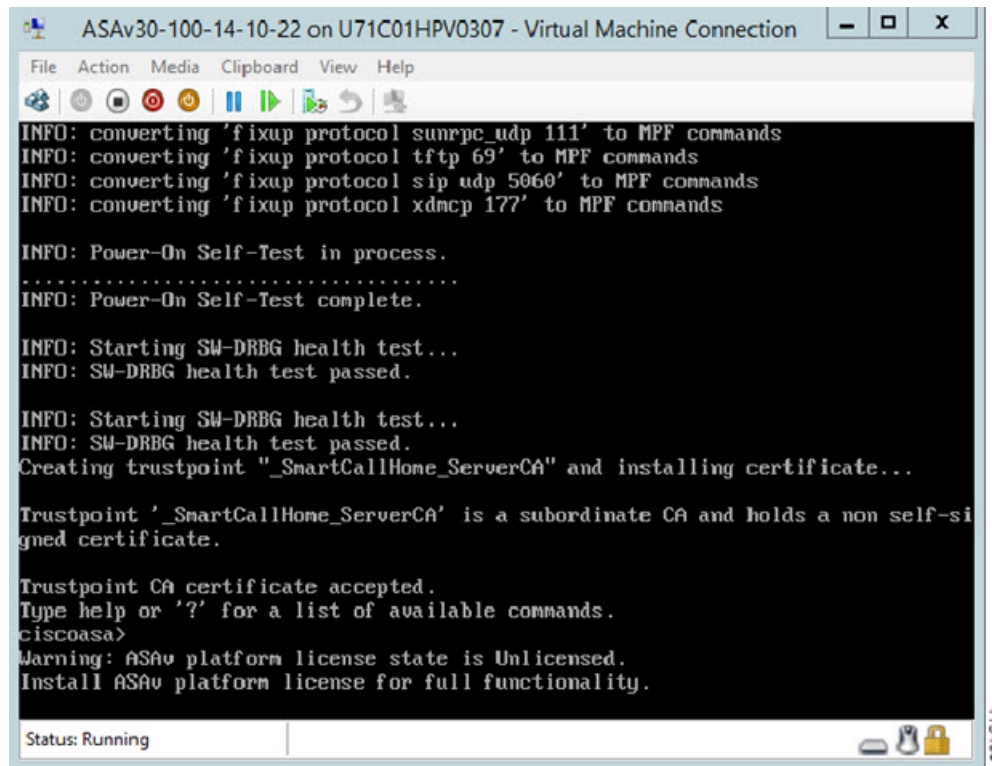 ASAv30-100-14-10-22 on U71C01HPV0307 - Virtual Machine Connection
File Action Media Clipboard View Help
INFO: converting 'fixup protocol sunrpc_udp 111' to MPF commands
INFO: converting 'fixup protocol tftp 69' to MPF commands
INFO: converting 'fixup protocol sip udp 5060' to MPF commands
INFO: converting 'fixup protocol xdmcp 177' to MPF commands
INFO: Power-On Self-Test in process.
.....................................
INFO: Power-On Self-Test complete.
INFO: Starting SW-DRBG health test...
INFO: SW-DRBG health test passed.
INFO: Starting SW-DRBG health test...
INFO: SW-DRBG health test passed.
Creating trustpoint "_SmartCallHome_ServerCA" and installing certificate...
Trustpoint '_SmartCallHome_ServerCA' is a subordinate CA and holds a non self-si
gned certificate.
Trustpoint CA certificate accepted.
Type help or '?' for a list of available commands.
ciscoasa>
Warning: ASAv platform license state is Unlicensed.
Install ASAv platform license for full functionality.
Status: Running